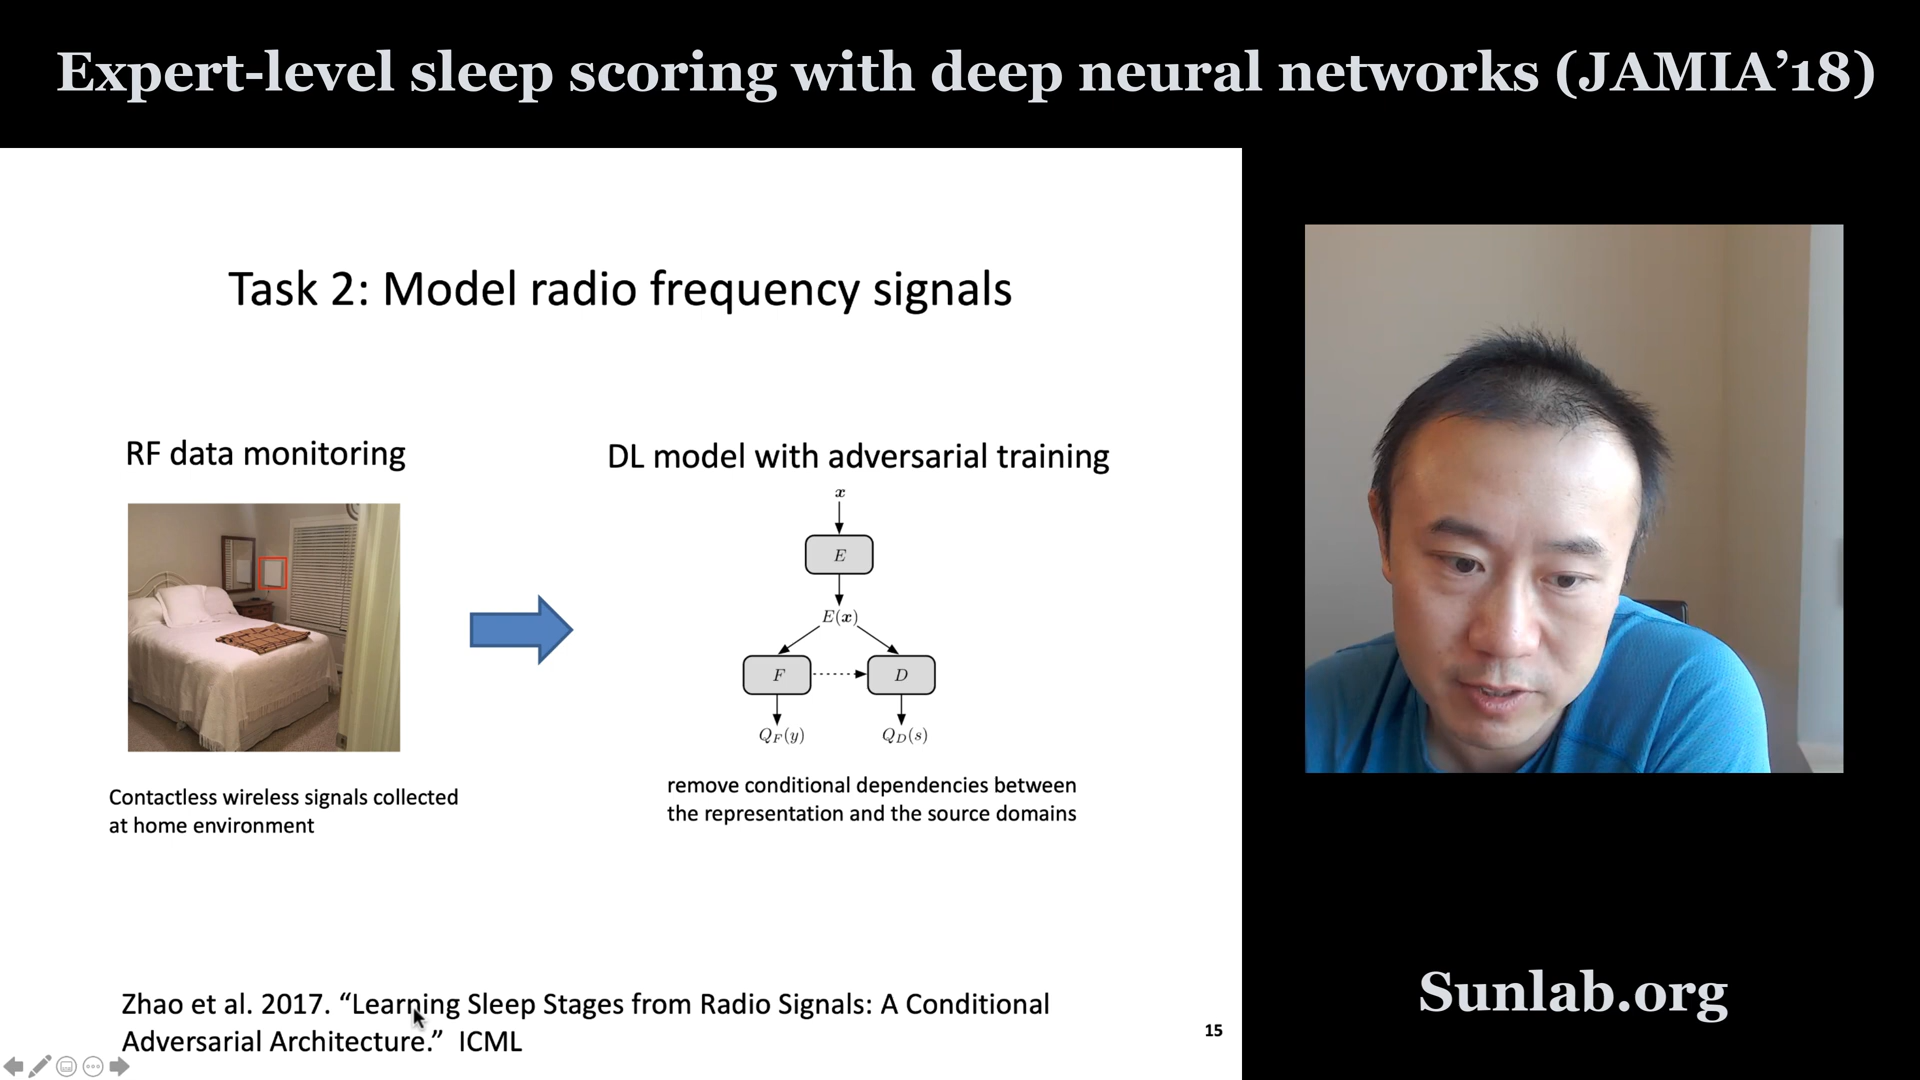 Expert-level sleep scoring with deep neural networks (JAMIA’18)
Task 2: Model radio frequency signals
RF data monitoring
DL model with adversarial training
x
E
E(x)
F
D
Q_F(y)
Q_D(s)
Contactless wireless signals collected
at home environment
remove conditional dependencies between
the representation and the source domains
Zhao et al. 2017. “Learning Sleep Stages from Radio Signals: A Conditional
Adversarial Architecture.” ICML
15
Sunlab.org